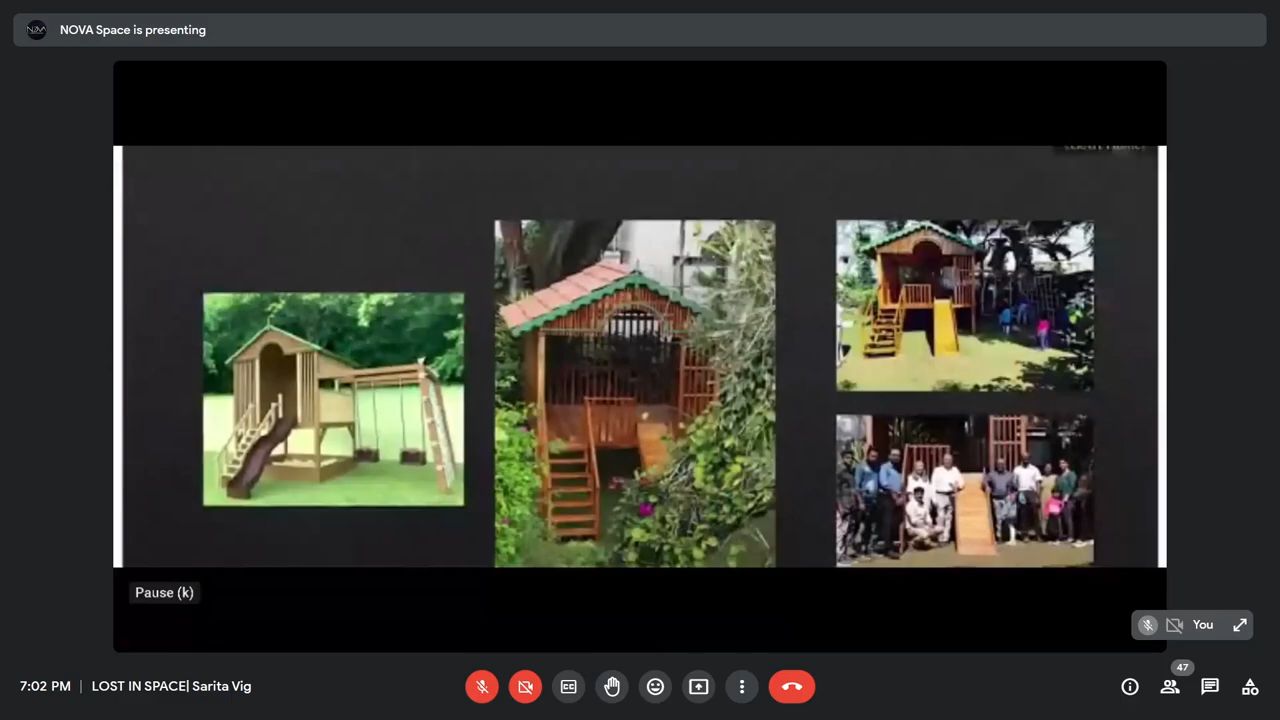 NOVA Space is presenting
Pause (k)
You
47
7:02 PM
LOST IN SPACE| Sarita Vig